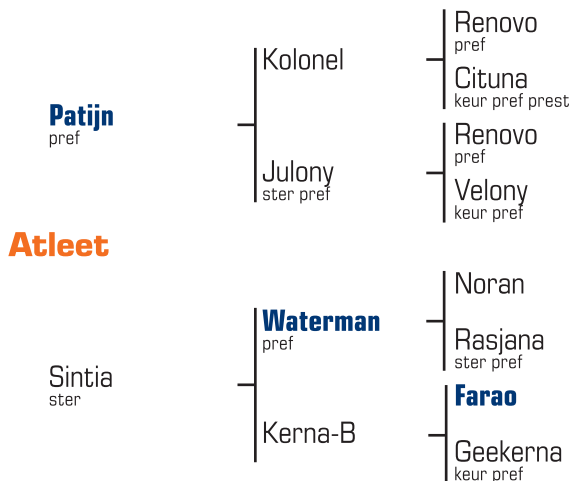 Renovo
pref
Kolonel
Cituna
keur pref prest
Patijn
pref
Renovo
pref
Julony
ster pref
Velony
keur pref
Atleet
Noran
Waterman
pref
Rasjana
ster pref
Sintia
ster
Farao
Kerna-B
Geekerna
keur pref